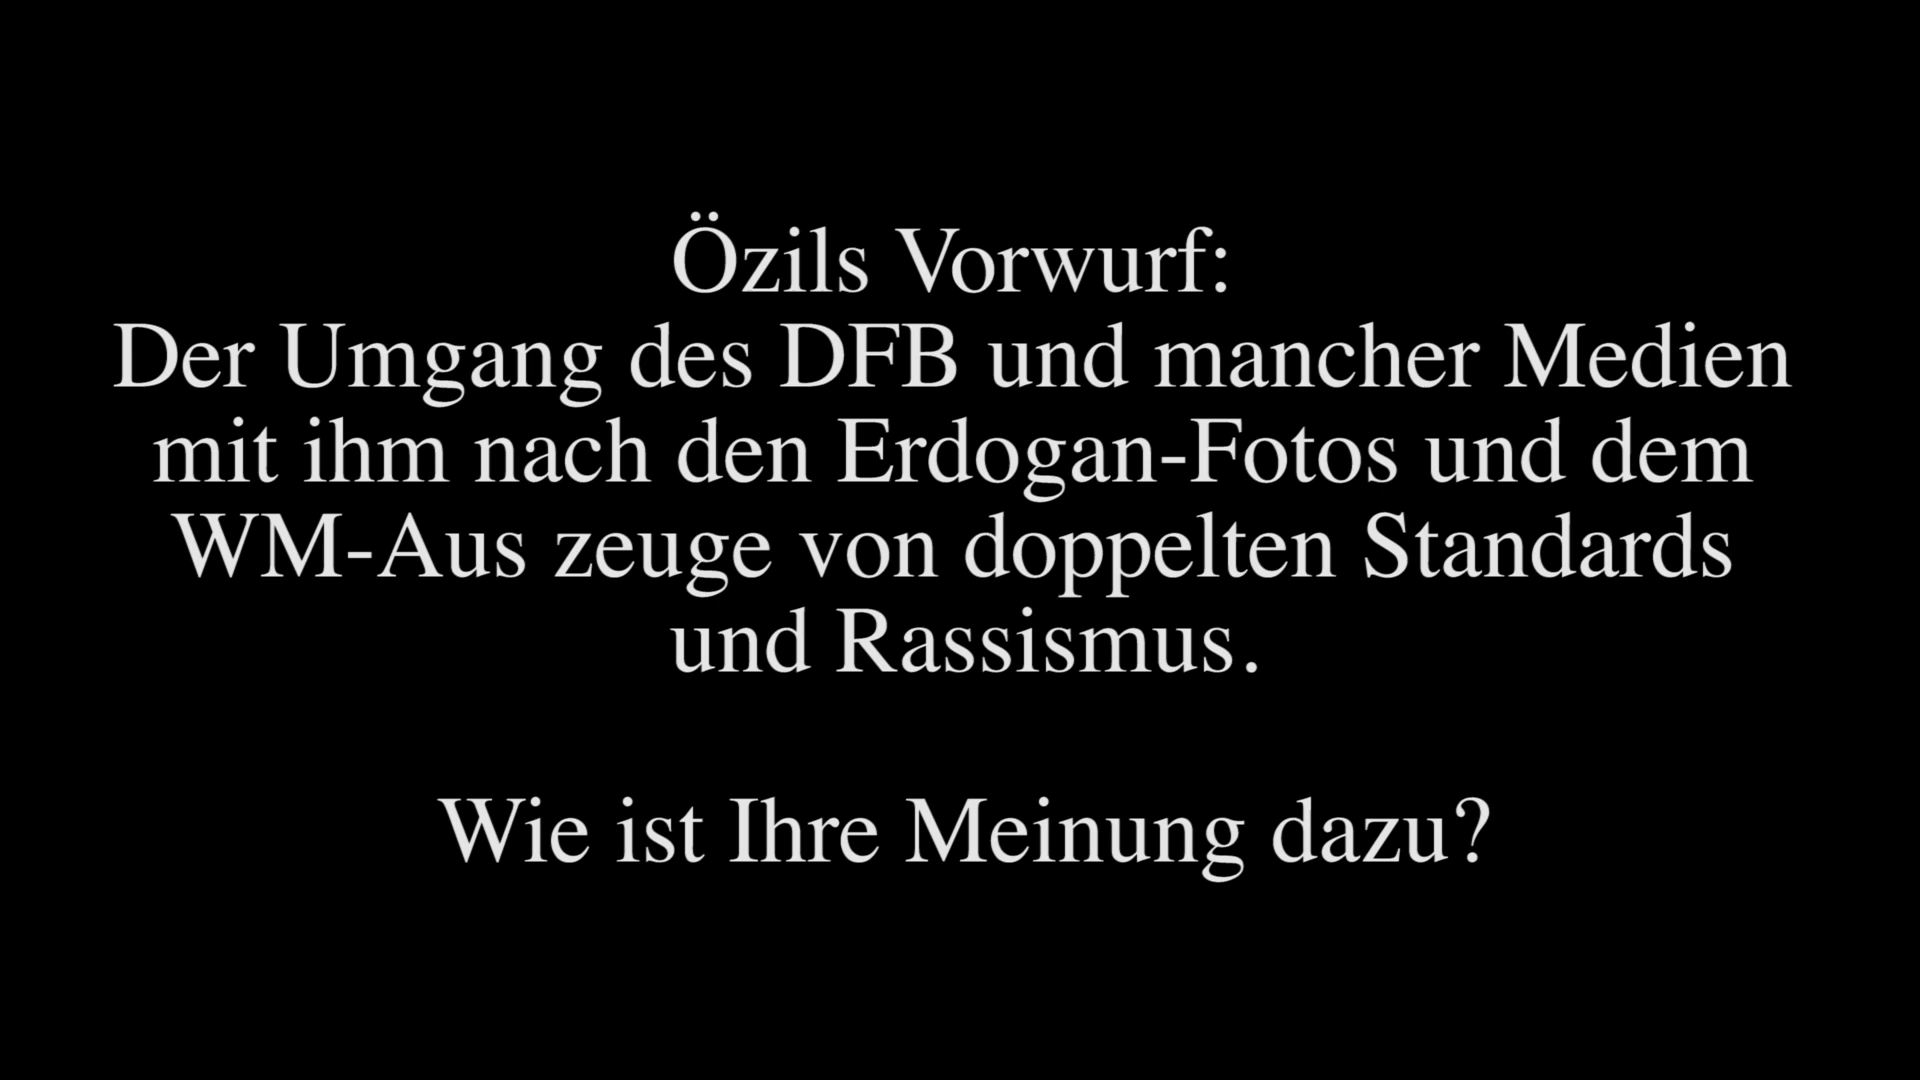 Özils Vorwurf:
Der Umgang des DFB und mancher Medien
mit ihm nach den Erdogan-Fotos und dem
WM-Aus zeuge von doppelten Standards
und Rassismus.
Wie ist Ihre Meinung dazu?